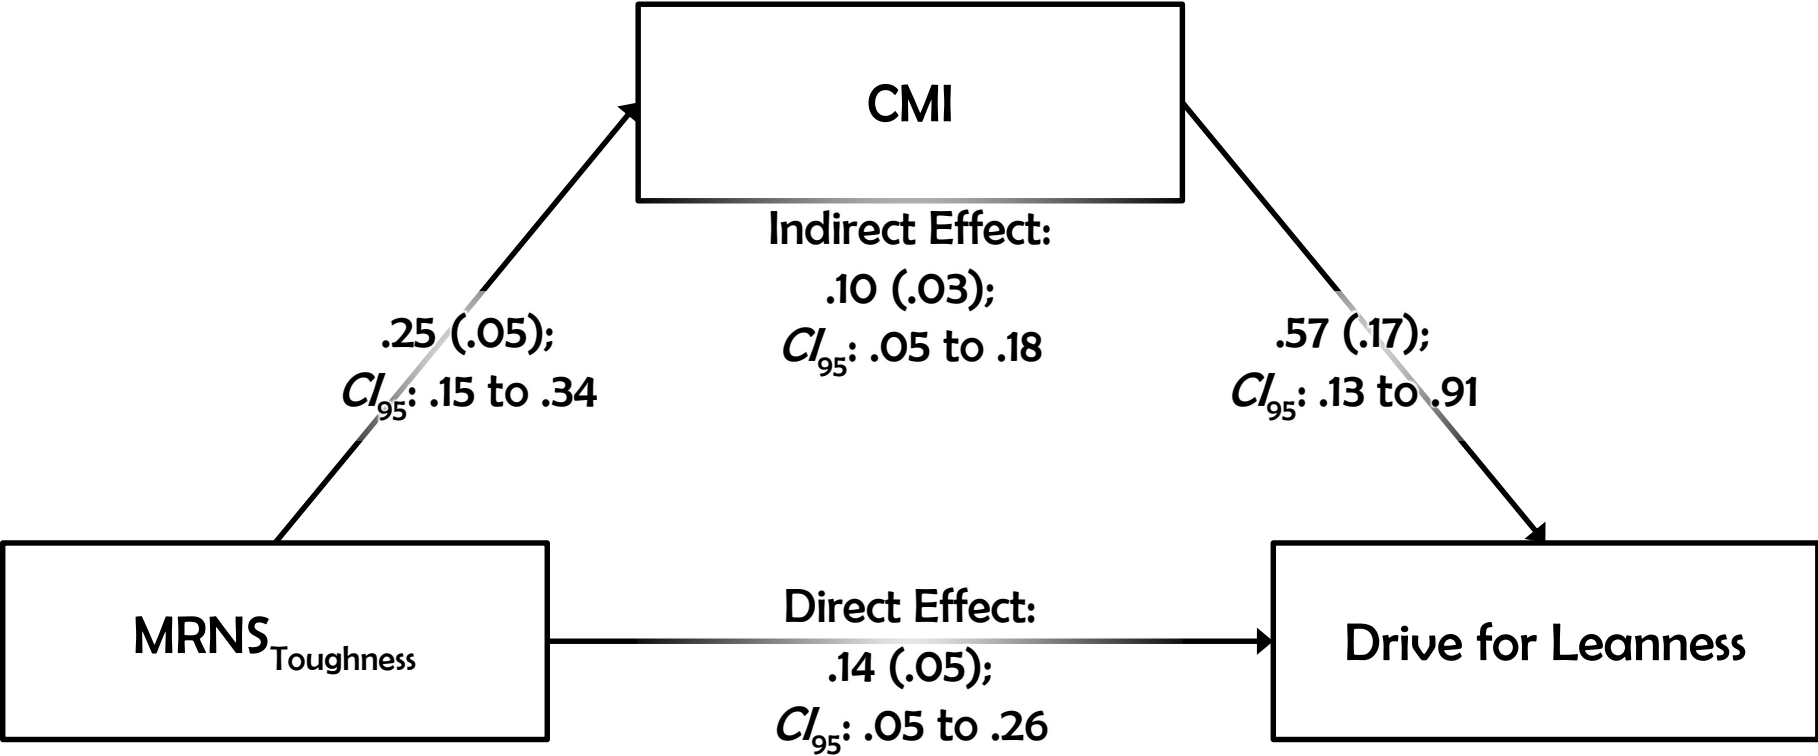 CMI
Indirect Effect:
.10 (.03);
CI95: .05 to .18
.25 (.05);
CI95: .15 to .34
.57 (.17);
CI95: .13 to .91
MRNSToughness
Direct Effect:
.14 (.05);
CI95: .05 to .26
Drive for Leanness